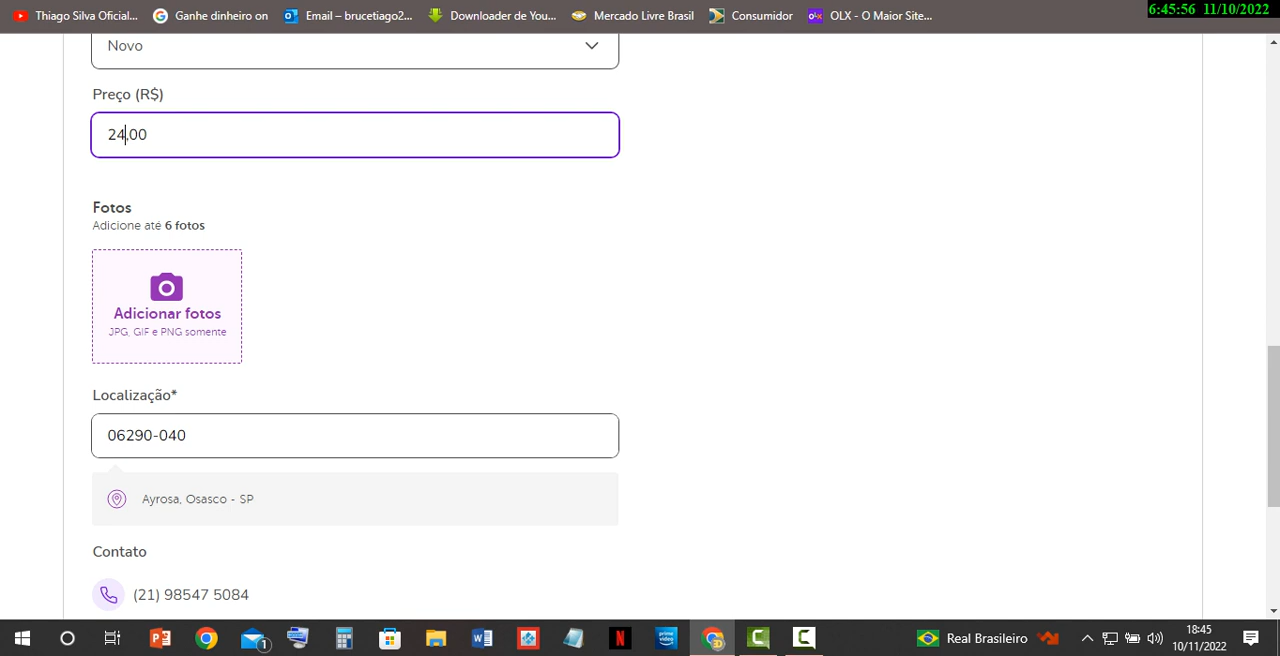 Thiago Silva Oficial...
Ganhe dinheiro on
Email – brucetiago2...
Downloader de You...
Mercado Livre Brasil
Consumidor
OLX - O Maior Site...
6:45:56 11/10/2022
Novo
Preço (R$)
24,00
Fotos
Adicione até 6 fotos
Adicionar fotos
JPG, GIF e PNG somente
Localização*
06290-040
Ayrosa, Osasco - SP
Contato
(21) 98547 5084
Real Brasileiro
18:45
10/11/2022